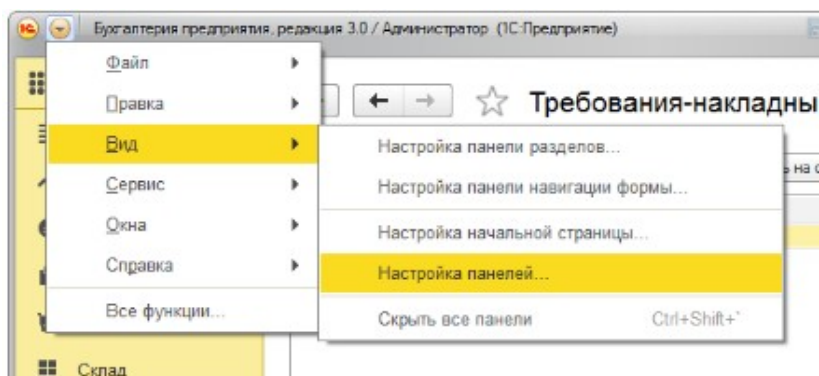 1С Бухгалтерия предприятия, редакция 3.0 / Администратор (1С:Предприятие)
Файл
Правка
Требования-накладны
Вид
Настройка панели разделов...
Сервис
Настройка панели навигации формы...
Окна
Настройка начальной страницы...
Справка
Настройка панелей...
Все функции...
Скрыть все панели Ctrl+Shift+`
Склад